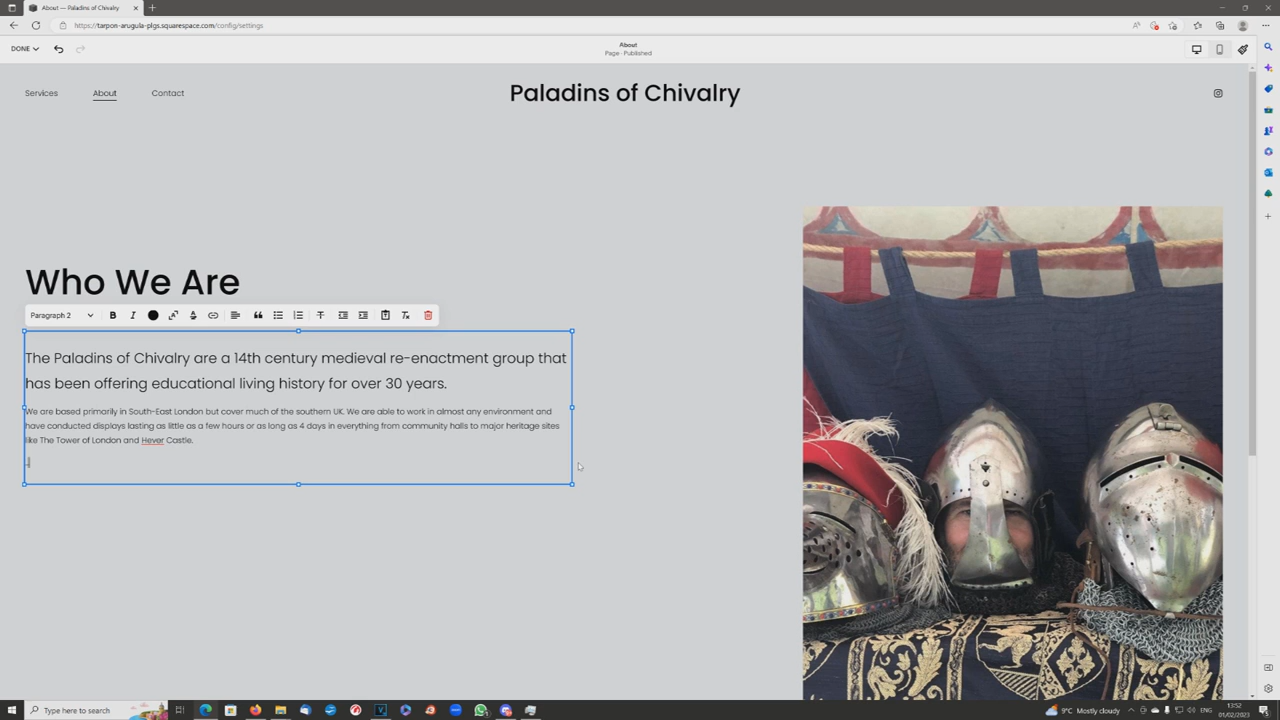 About — Paladins of Chivalry
https://tarpon-arugula-plgs.squarespace.com/config/settings
DONE
About
Page · Published
Services
About
Contact
Paladins of Chivalry
Who We Are
Paragraph 2
The Paladins of Chivalry are a 14th century medieval re-enactment group that
has been offering educational living history for over 30 years.
We are based primarily in South-East London but cover much of the southern UK. We are able to work in almost any environment and
have conducted displays lasting as little as a few hours or as long as 4 days in everything from community halls to major heritage sites
like The Tower of London and Hever Castle.
Type here to search
9°C Mostly cloudy
ENG
13:52
01/02/2023